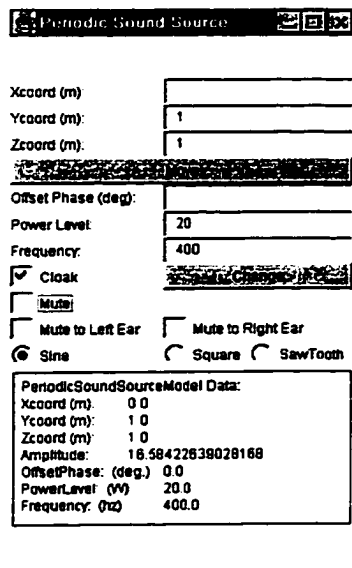 Periodic Sound Source
Xcoord (m):
Ycoord (m): 1
Zcoord (m): 1
Offset Phase (deg):
Power Level: 20
Frequency: 400
Cloak
Changes
Mute
Mute to Left Ear Mute to Right Ear
Sine Square SawTooth
PeriodicSoundSourceModel Data:
Xcoord (m): 0.0
Ycoord (m): 1.0
Zcoord (m): 1.0
Amplitude: 16.58422639028168
OffsetPhase: (deg.) 0.0
PowerLevel: (W) 20.0
Frequency: (hz) 400.0